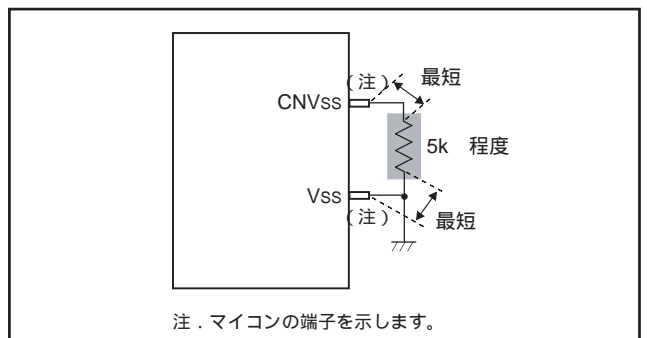 (注)
最短
CNVSS
5k 程度
VSS
(注)
最短
注．マイコンの端子を示します。